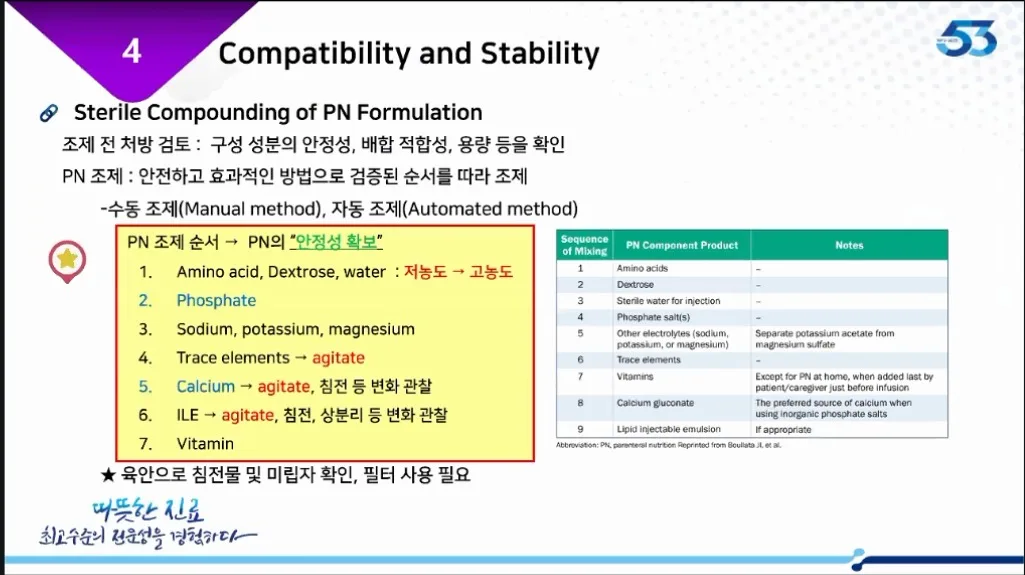 4
Compatibility and Stability
53
Sterile Compounding of PN Formulation
조제 전 처방 검토 : 구성 성분의 안정성, 배합 적합성, 용량 등을 확인
PN 조제 : 안전하고 효과적인 방법으로 검증된 순서를 따라 조제
-수동 조제(Manual method), 자동 조제(Automated method)
PN 조제 순서 → PN의 "안정성 확보"
1. Amino acid, Dextrose, water : 저농도 → 고농도
2. Phosphate
3. Sodium, potassium, magnesium
4. Trace elements → agitate
5. Calcium → agitate, 침전 등 변화 관찰
6. ILE → agitate, 침전, 상분리 등 변화 관찰
7. Vitamin
★ 육안으로 침전물 및 미립자 확인, 필터 사용 필요
Sequence of Mixing PN Component Product Notes
1 Amino acids –
2 Dextrose –
3 Sterile water for injection –
4 Phosphate salt(s) –
5 Other electrolytes (sodium, potassium, or magnesium) Separate potassium acetate from magnesium sulfate
6 Trace elements –
7 Vitamins Except for PN at home, when added last by patient/caregiver just before infusion
8 Calcium gluconate The preferred source of calcium when using inorganic phosphate salts
9 Lipid injectable emulsion If appropriate
Abbreviation: PN, parenteral nutrition Reprinted from Boullata JI, et al.
따뜻한 진료
최고수준의 전문성을 경험하다